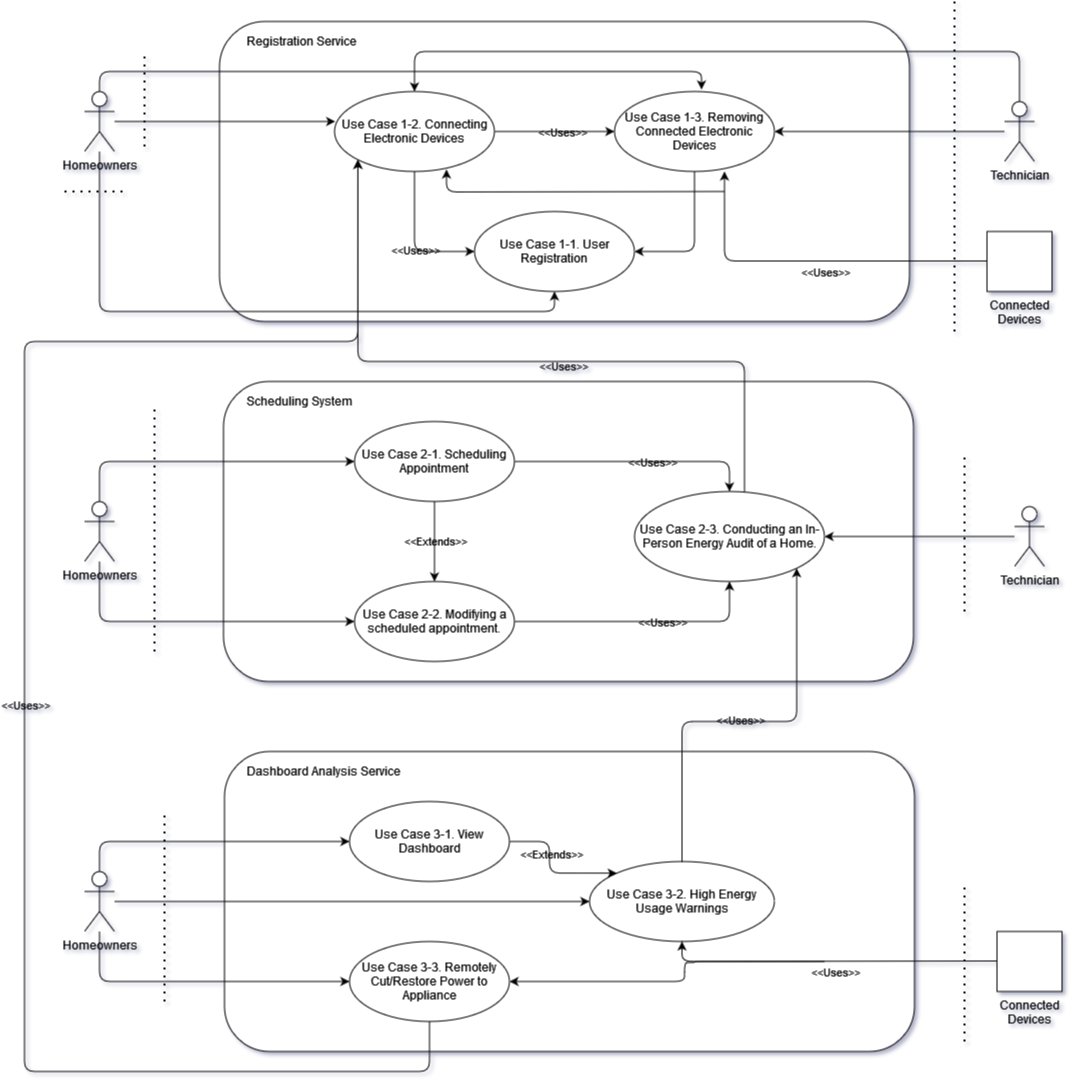 Registration Service
Use Case 1-2. Connecting
Electronic Devices
<<Uses>>
Use Case 1-3. Removing
Connected Electronic
Devices
Homeowners
Technician
<<Uses>>
Use Case 1-1. User
Registration
<<Uses>>
Connected
Devices
<<Uses>>
Scheduling System
Use Case 2-1. Scheduling
Appointment
<<Uses>>
<<Extends>>
Use Case 2-3. Conducting an In-
Person Energy Audit of a Home.
Homeowners
Technician
Use Case 2-2. Modifying a
scheduled appointment.
<<Uses>>
<<Uses>>
<<Uses>>
Dashboard Analysis Service
Use Case 3-1. View
Dashboard
<<Extends>>
Use Case 3-2. High Energy
Usage Warnings
Homeowners
Use Case 3-3. Remotely
Cut/Restore Power to
Appliance
<<Uses>>
Connected
Devices